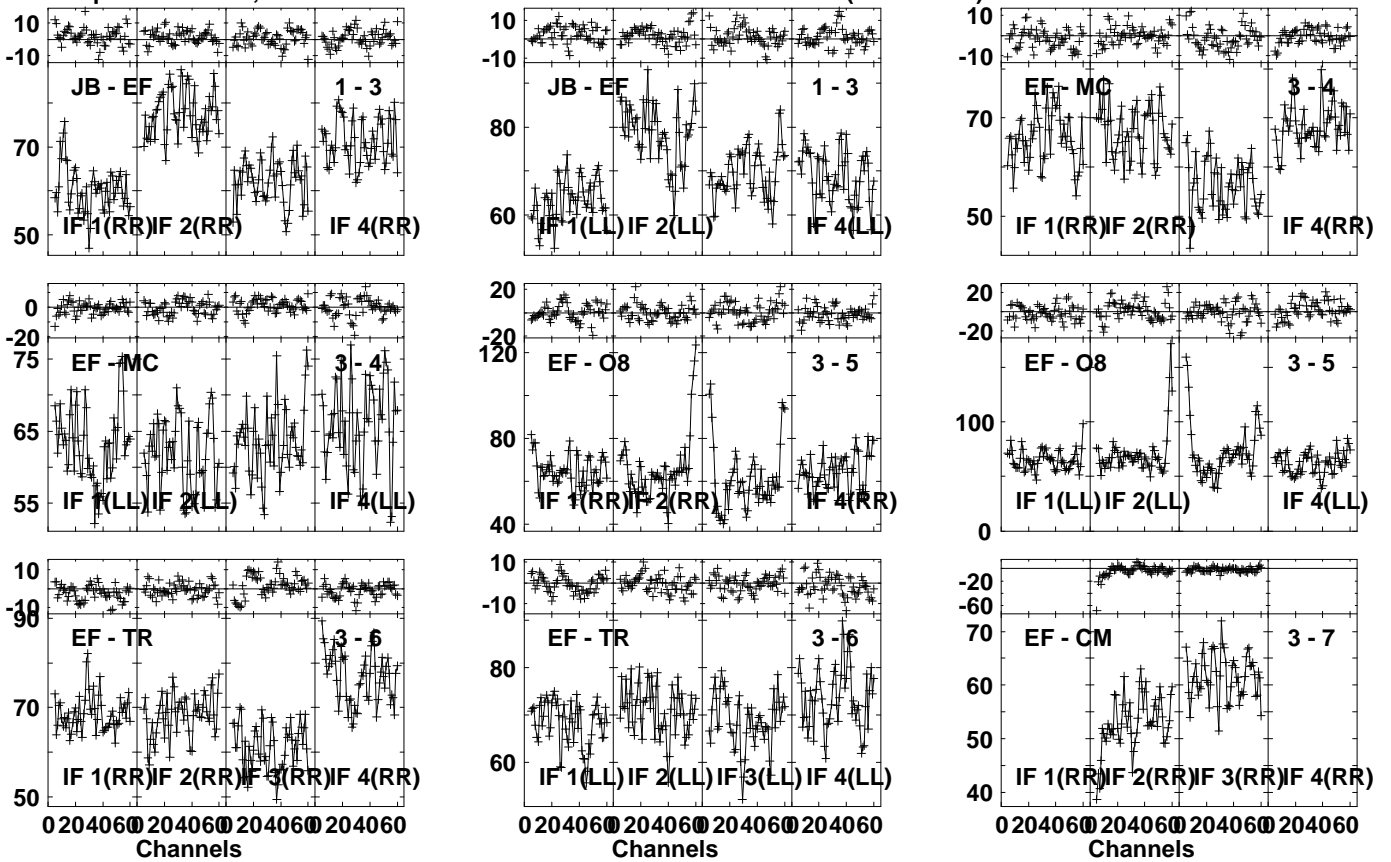 10 10 10
-10 -10 -10
JB - EF 1 - 3 JB - EF 1 - 3 EF - MC 3 - 4
70 80 70
50 60 50
IF 1(RR) IF 2(RR) IF 4(RR) IF 1(LL) IF 2(LL) IF 4(LL) IF 1(RR) IF 2(RR) IF 4(RR)
0 20 20
-20 -20 -20
EF - MC 3 - 4 EF - O8 3 - 5 EF - O8 3 - 5
75 120 100
65 80 0
55 60
40
IF 1(LL) IF 2(LL) IF 4(LL) IF 1(RR) IF 2(RR) IF 4(RR) IF 1(LL) IF 2(LL) IF 4(LL)
10 10 -20
-10 -10 -60
EF - TR 3 - 6 EF - TR 3 - 6 EF - CM 3 - 7
90 80 70
70 60 60
50 50
40
IF 1(RR) IF 2(RR) IF 3(RR) IF 4(RR) IF 1(LL) IF 2(LL) IF 3(LL) IF 4(LL) IF 1(RR) IF 2(RR) IF 3(RR) IF 4(RR)
0 204060 0 204060 0 204060 0 204060 0 204060 0 204060 0 204060 0 204060 0 204060 0 204060 0 204060 0 204060
Channels Channels Channels